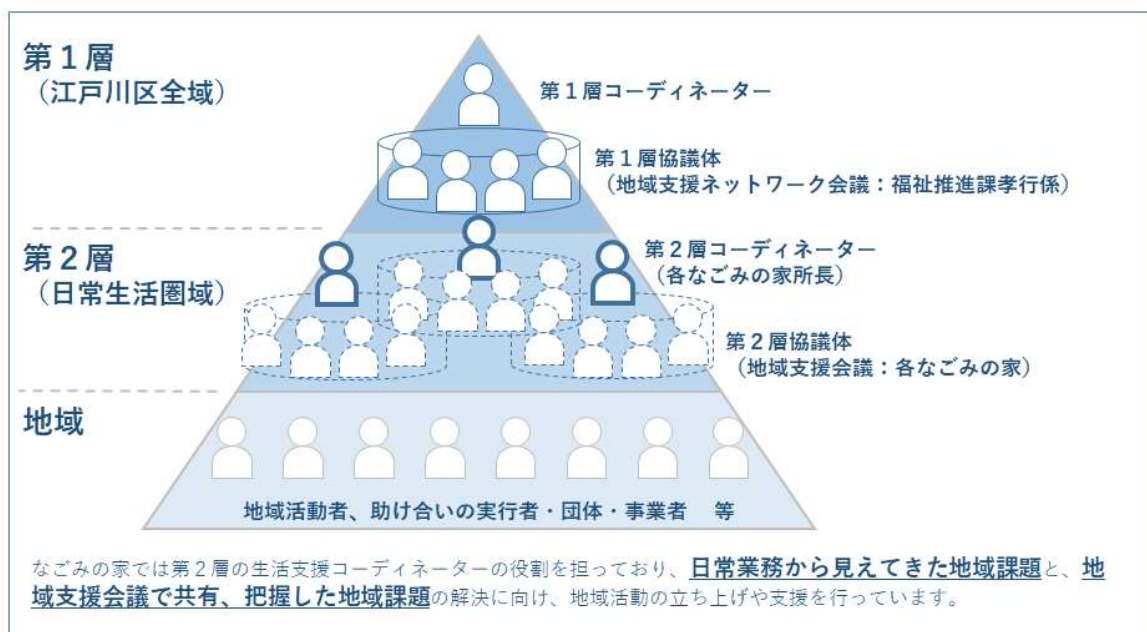 第１層
（江戸川区全域）
第１層コーディネーター
第１層協議体
（地域支援ネットワーク会議：福祉推進課孝行係）
第２層
（日常生活圏域）
第２層コーディネーター
（各なごみの家所長）
第２層協議体
（地域支援会議：各なごみの家）
地域
地域活動者、助け合いの実行者・団体・事業者　等
なごみの家では第２層の生活支援コーディネーターの役割を担っており、日常業務から見えてきた地域課題と、地
域支援会議で共有、把握した地域課題の解決に向け、地域活動の立ち上げや支援を行っています。